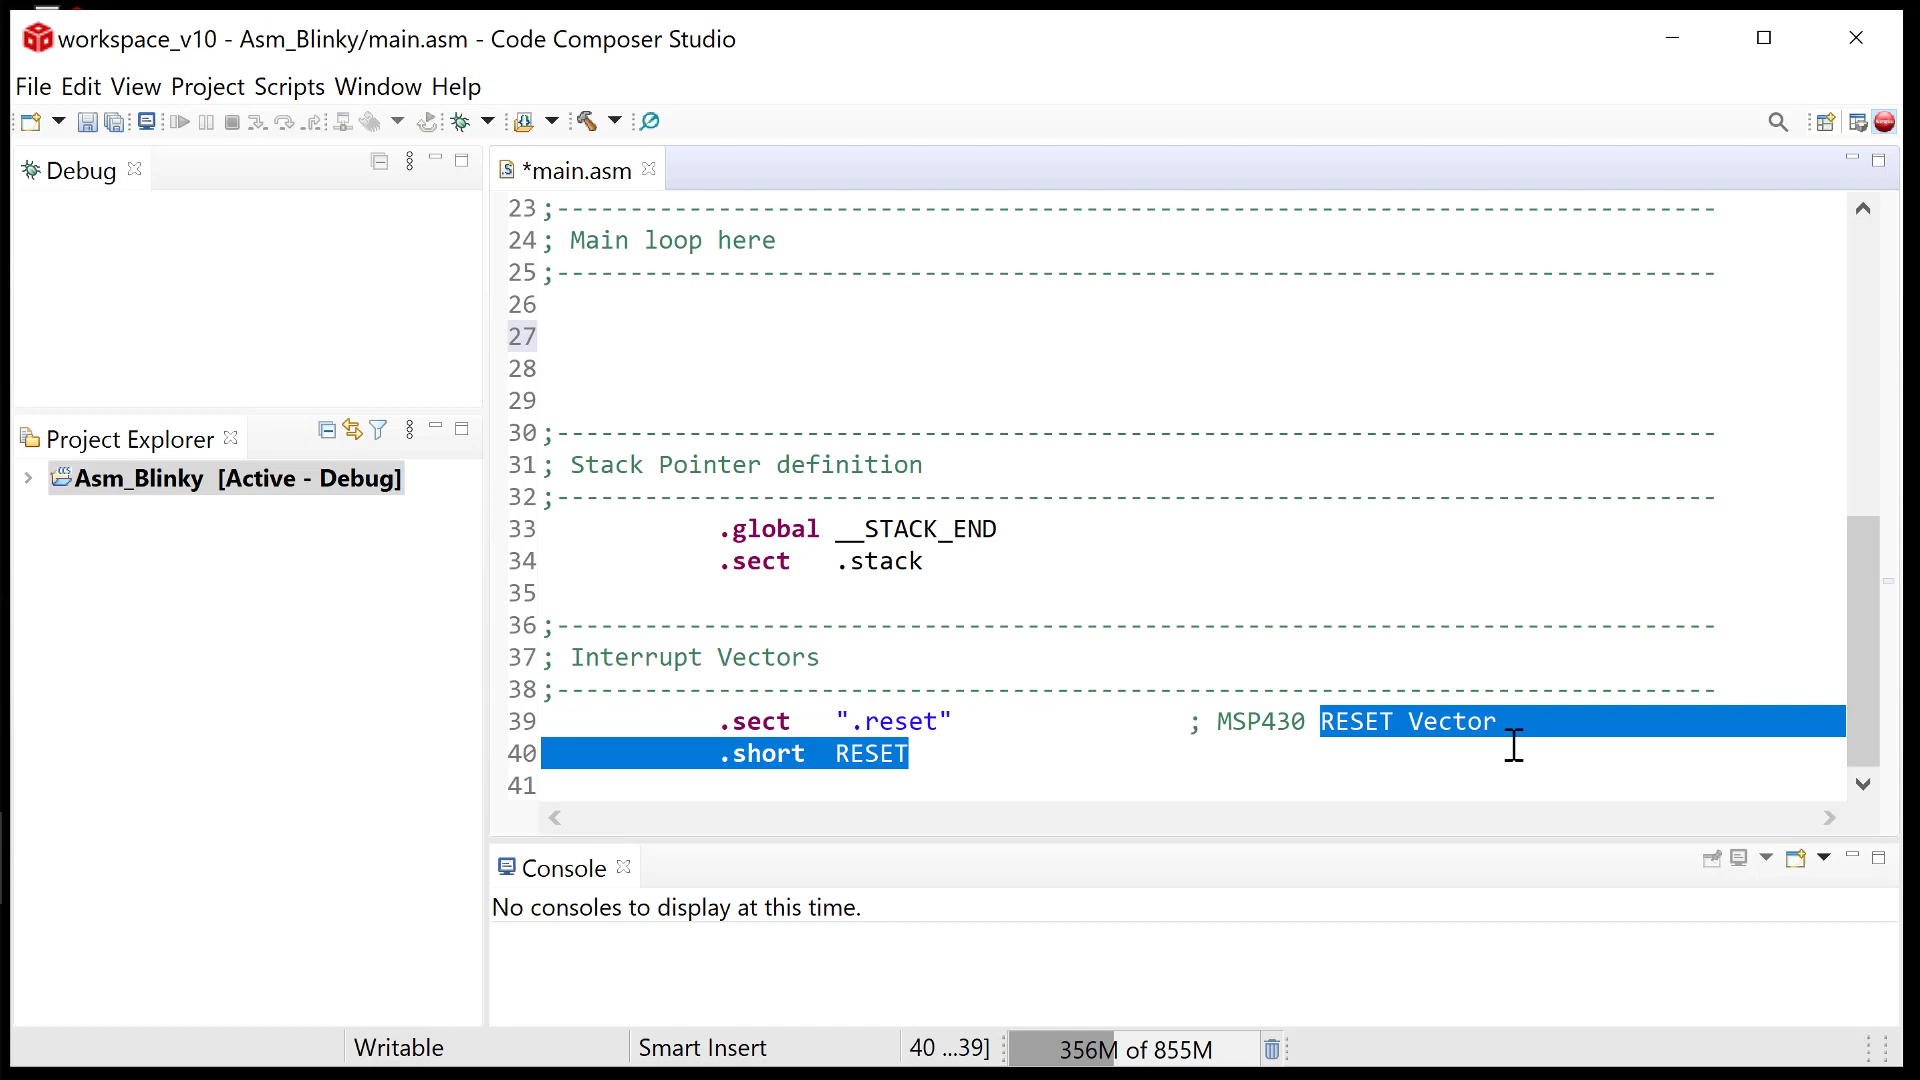 workspace_v10 - Asm_Blinky/main.asm - Code Composer Studio
File Edit View Project Scripts Window Help
Debug
*main.asm
23 ;-------------------------------------------------------------------------------
24 ; Main loop here
25 ;-------------------------------------------------------------------------------
26
27
28
29
30 ;-------------------------------------------------------------------------------
31 ; Stack Pointer definition
32 ;-------------------------------------------------------------------------------
33 .global __STACK_END
34 .sect .stack
35
36 ;-------------------------------------------------------------------------------
37 ; Interrupt Vectors
38 ;-------------------------------------------------------------------------------
39 .sect ".reset" ; MSP430 RESET Vector
40 .short RESET
41
Project Explorer
Asm_Blinky [Active - Debug]
Console
No consoles to display at this time.
Writable
Smart Insert
40 ...39]
356M of 855M